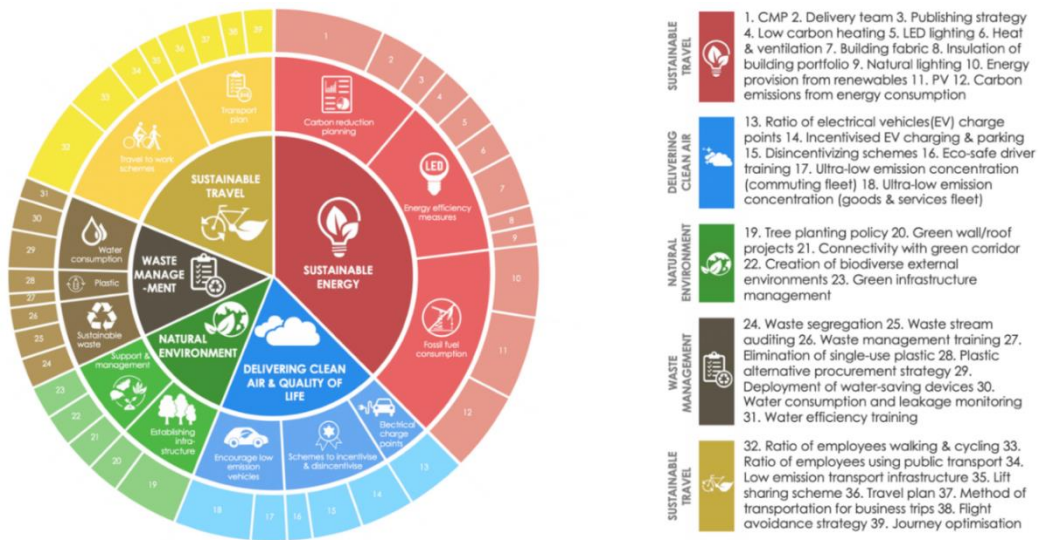 39
38
37
36
35
34
33
32
31
30
29
28
27
26
25
24
23
22
21
20
19
18
17
16
15
14
13
12
11
10
9
8
7
6
5
4
3
2
1
Carbon reduction
planning
LED
Energy efficiency
measures
Fossil fuel
consumption
Electrical
charge
points
Schemes to incentivise
& disincentivise
Encourage low
emission
vehicles
Establishing
infra-
structure
Support &
management
Sustainable
waste
Plastic
Water
consumption
Travel to work
schemes
Transport
plan
SUSTAINABLE
TRAVEL
SUSTAINABLE
ENERGY
WASTE
MANAGE
-MENT
NATURAL
ENVIRONMENT
DELIVERING CLEAN
AIR & QUALITY OF
LIFE
SUSTAINABLE
TRAVEL
1. CMP 2. Delivery team 3. Publishing strategy
4. Low carbon heating 5. LED lighting 6. Heat
& ventilation 7. Building fabric 8. Insulation of
building portfolio 9. Natural lighting 10. Energy
provision from renewables 11. PV 12. Carbon
emissions from energy consumption
DELIVERING
CLEAN AIR
13. Ratio of electrical vehicles(EV) charge
points 14. Incentivised EV charging & parking
15. Disincentivizing schemes 16. Eco-safe driver
training 17. Ultra-low emission concentration
(commuting fleet) 18. Ultra-low emission
concentration (goods & services fleet)
NATURAL
ENVIRONMENT
19. Tree planting policy 20. Green wall/roof
projects 21. Connectivity with green corridor
22. Creation of biodiverse external
environments 23. Green infrastructure
management
WASTE
MANAGEMENT
24. Waste segregation 25. Waste stream
auditing 26. Waste management training 27.
Elimination of single-use plastic 28. Plastic
alternative procurement strategy 29.
Deployment of water-saving devices 30.
Water consumption and leakage monitoring
31. Water efficiency training
SUSTAINABLE
TRAVEL
32. Ratio of employees walking & cycling 33.
Ratio of employees using public transport 34.
Low emission transport infrastructure 35. Lift
sharing scheme 36. Travel plan 37. Method of
transportation for business trips 38. Flight
avoidance strategy 39. Journey optimisation